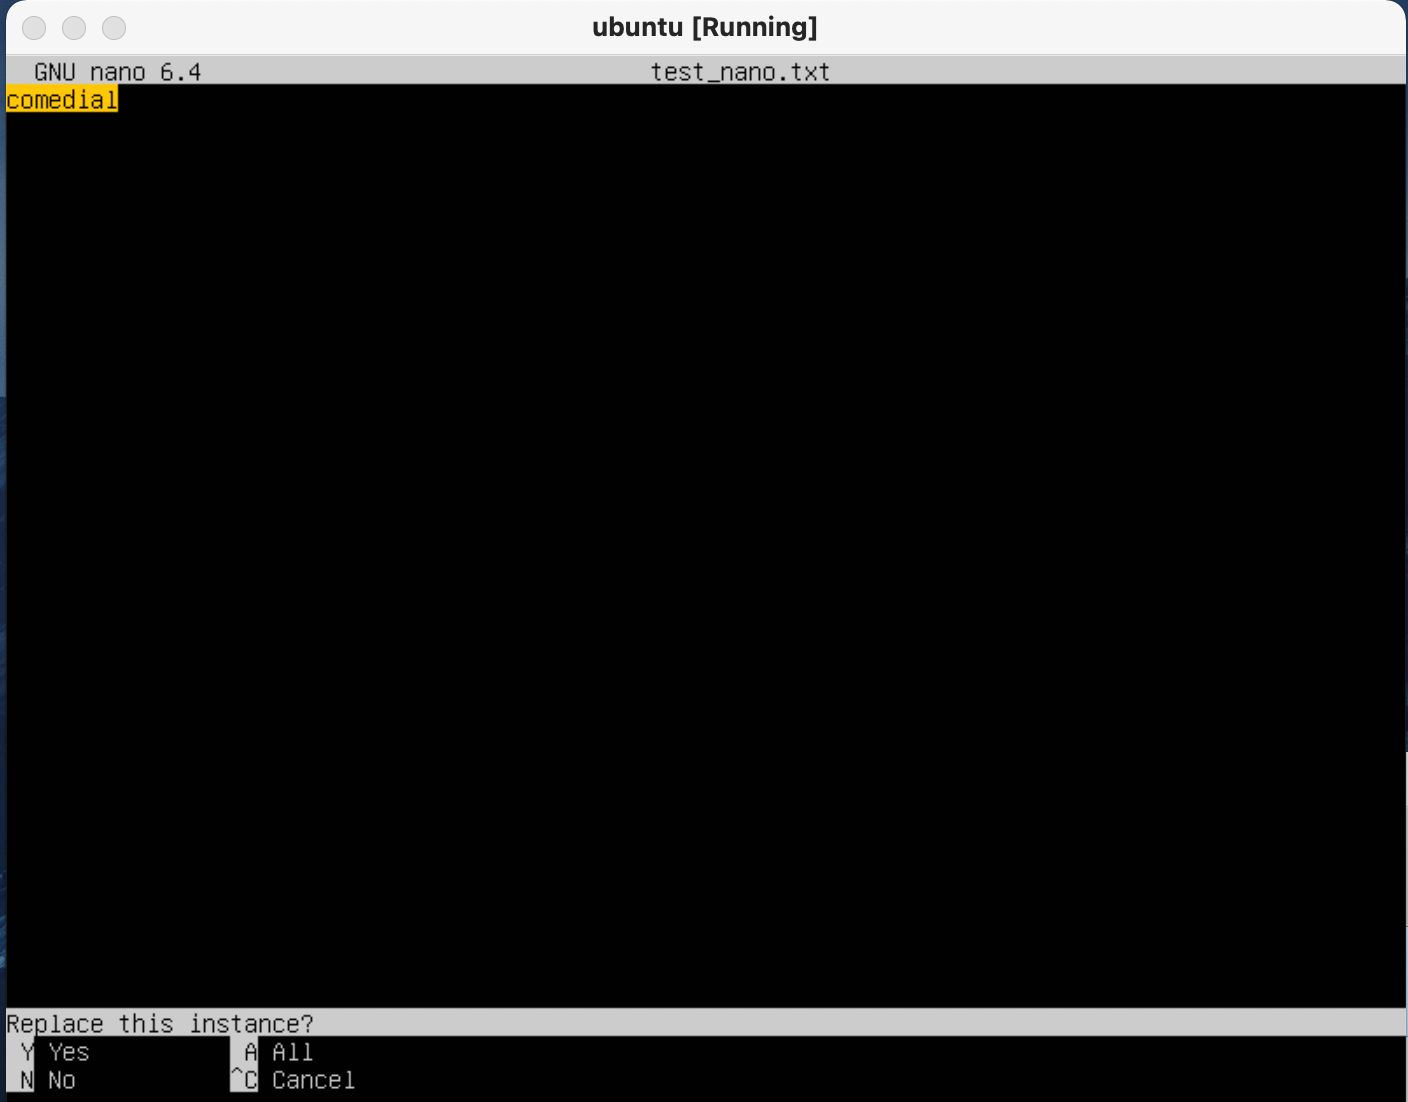 ubuntu [Running]
GNU nano 6.4 test_nano.txt
comedial
Replace this instance?
Y Yes A All
N No ^C Cancel